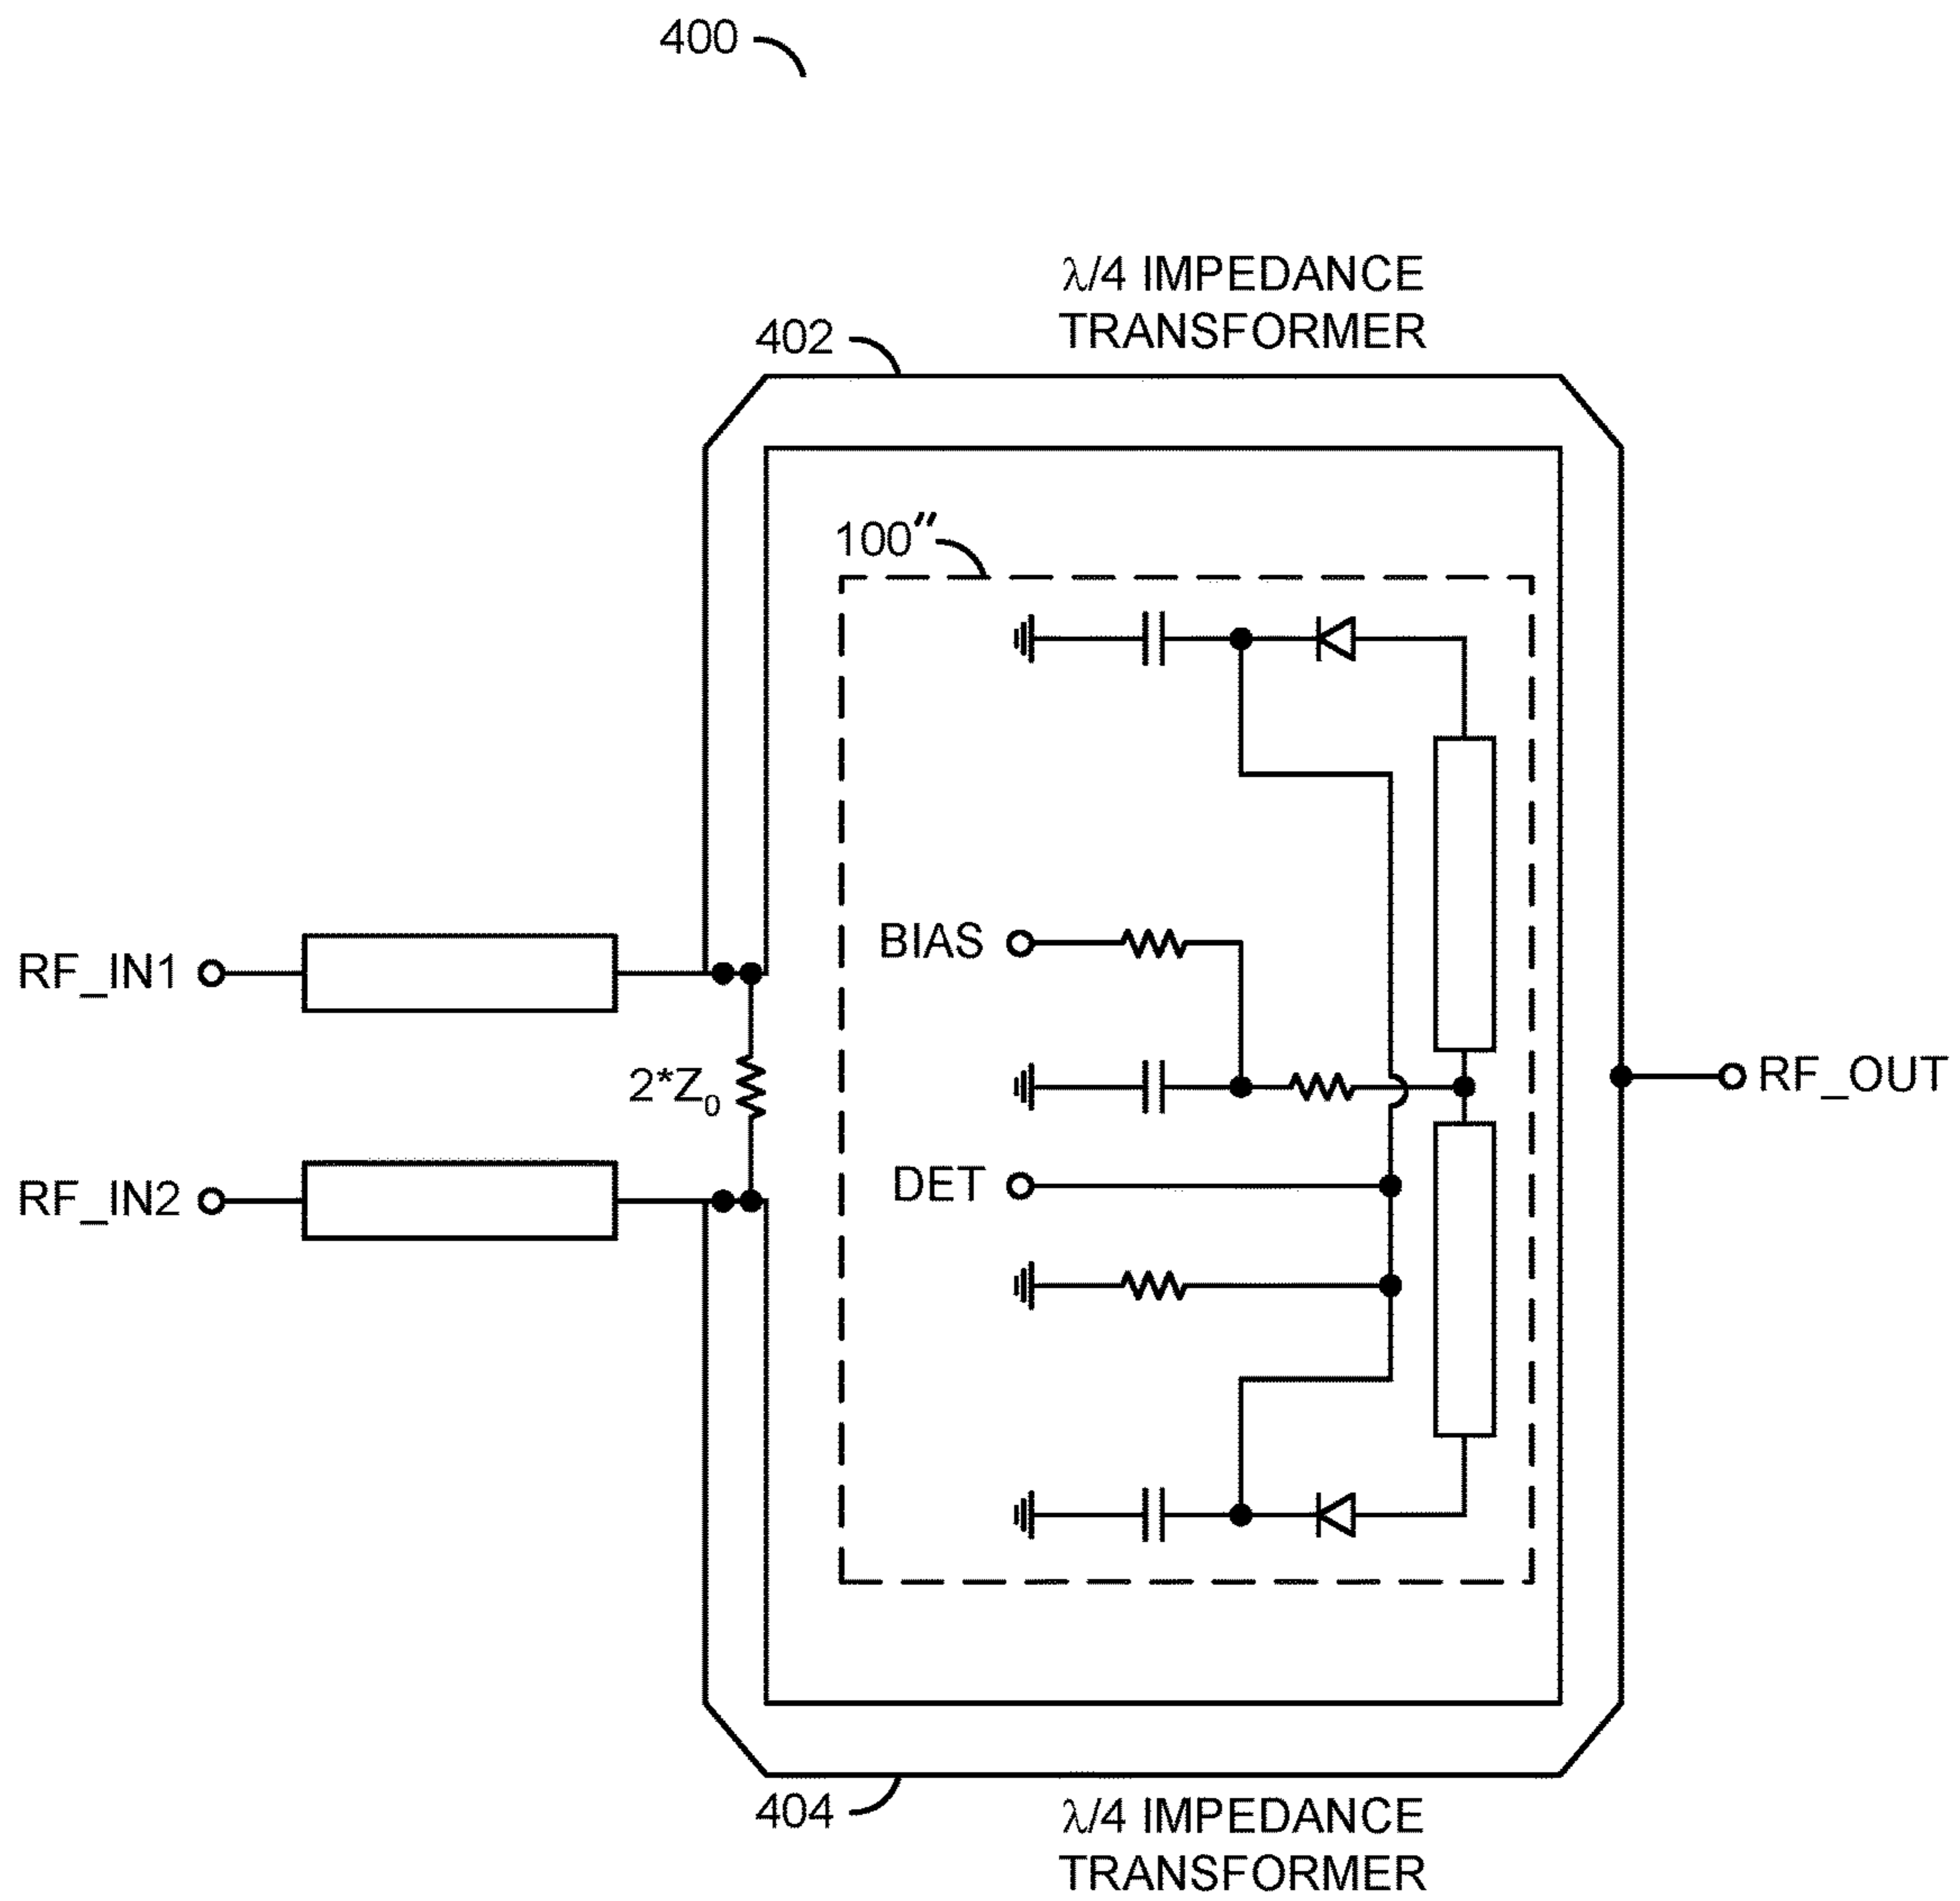 400
λ/4 IMPEDANCE
TRANSFORMER
402
100"
BIAS
RF_IN1
2*Z₀
RF_OUT
DET
RF_IN2
404
λ/4 IMPEDANCE
TRANSFORMER